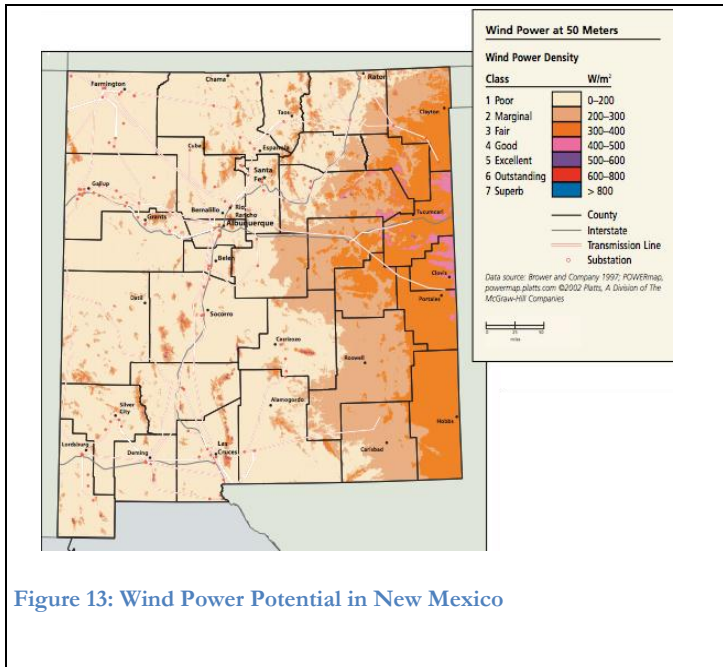 Wind Power at 50 Meters
Wind Power Density
Class W/m²
1 Poor 0–200
2 Marginal 200–300
3 Fair 300–400
4 Good 400–500
5 Excellent 500–600
6 Outstanding 600–800
7 Superb > 800
County
Interstate
Transmission Line
Substation
Data source: Brower and Company 1997; POWERmap,
powermap.platts.com ©2002 Platts, A Division of The
McGraw-Hill Companies
Farmington
Chama
Raton
Clayton
Taos
Cuba
Española
Santa
Fe
Gallup
Grants
Bernalillo
Rio
Rancho
Albuquerque
Tucumcari
Belen
Clovis
Portales
Datil
Socorro
Carrizozo
Roswell
Silver
City
Alamogordo
Hobbs
Lordsburg
Deming
Las
Cruces
Carlsbad
Figure 13: Wind Power Potential in New Mexico